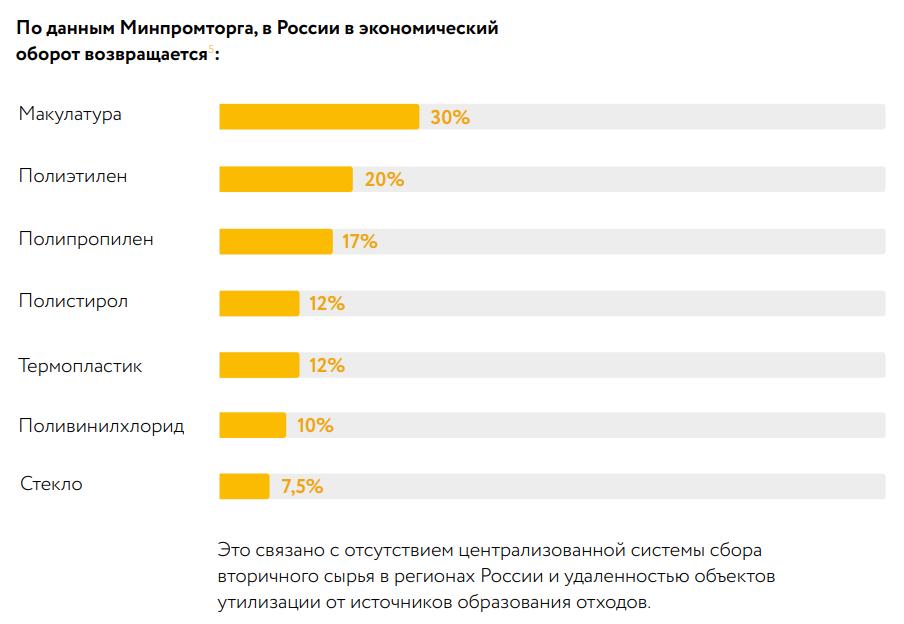 По данным Минпромторга, в России в экономический
оборот возвращается⁵:
Макулатура 30%
Полиэтилен 20%
Полипропилен 17%
Полистирол 12%
Термопластик 12%
Поливинилхлорид 10%
Стекло 7,5%
Это связано с отсутствием централизованной системы сбора
вторичного сырья в регионах России и удаленностью объектов
утилизации от источников образования отходов.